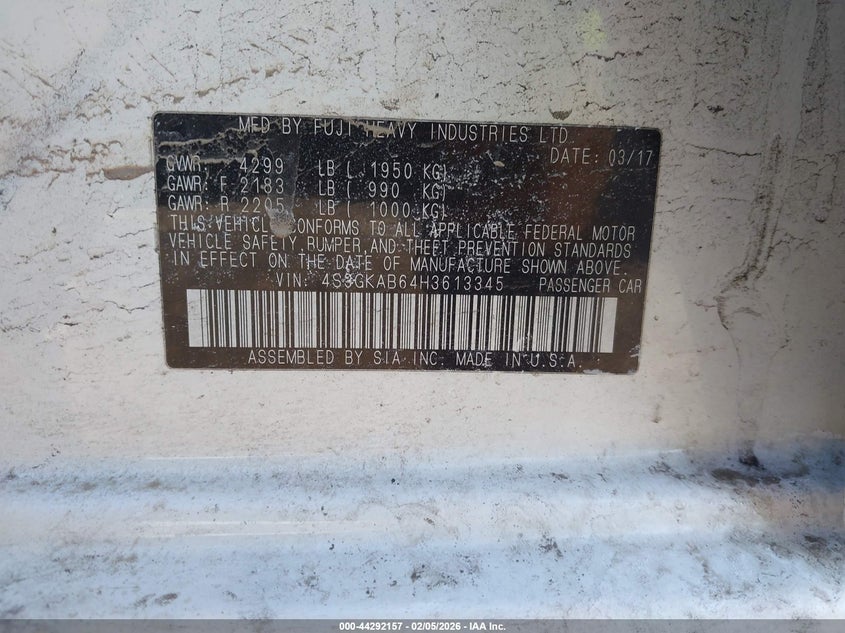 MFD BY FUJI HEAVY INDUSTRIES LTD.
DATE: 03/17
GVWR: 4299 LB ( 1950 KG)
GAWR: F 2183 LB ( 990 KG)
GAWR: R 2205 LB ( 1000 KG)
THIS VEHICLE CONFORMS TO ALL APPLICABLE FEDERAL MOTOR
VEHICLE SAFETY, BUMPER, AND THEFT PREVENTION STANDARDS
IN EFFECT ON THE DATE OF MANUFACTURE SHOWN ABOVE.
VIN: 4S3GKAB64H3613345 PASSENGER CAR
ASSEMBLED BY SIA INC. MADE IN U.S.A.
000-44292157 - 02/05/2026 - IAA Inc.